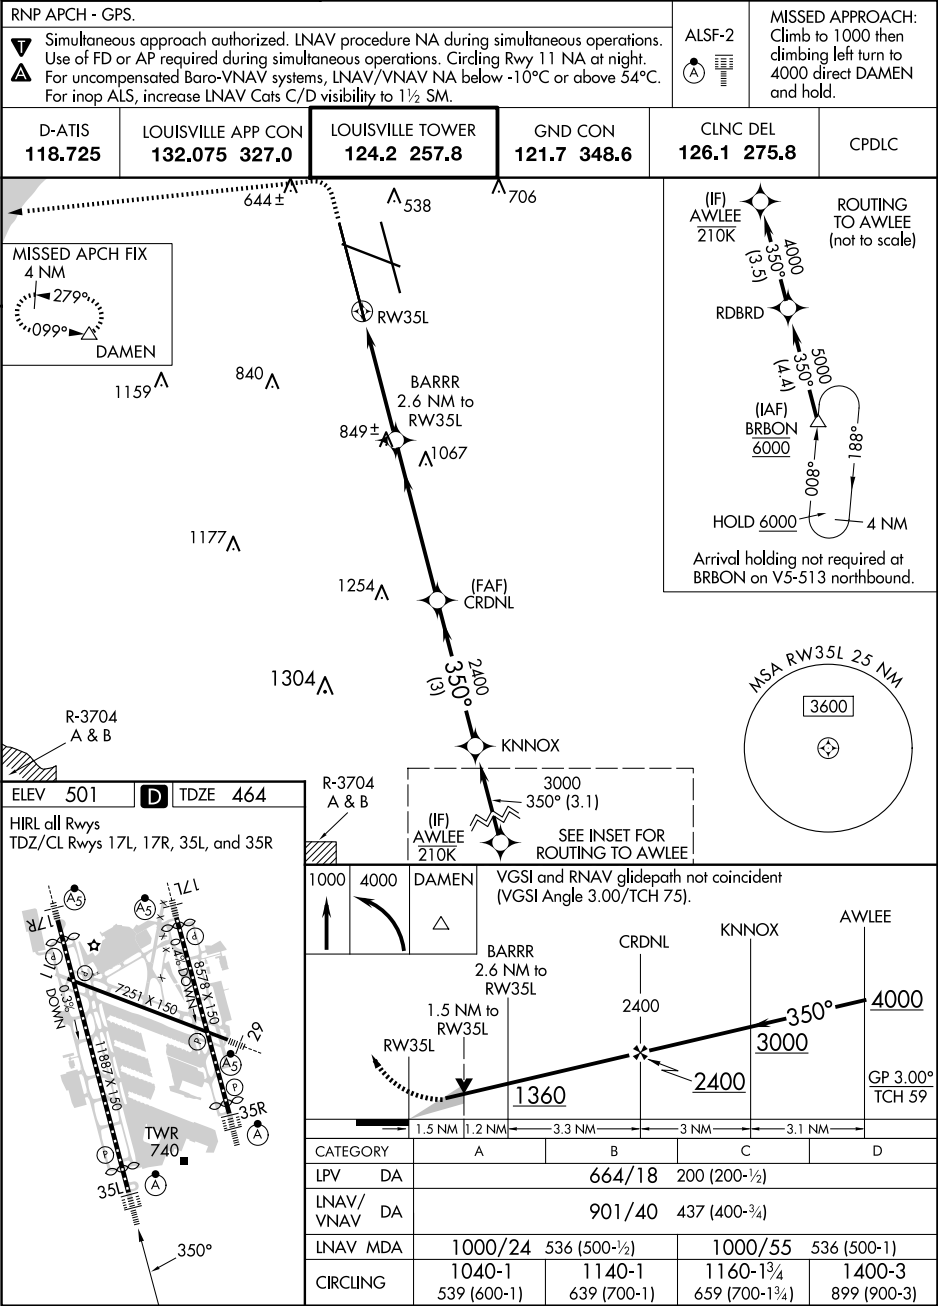 RNP APCH - GPS.
T
A
Simultaneous approach authorized. LNAV procedure NA during simultaneous operations.
Use of FD or AP required during simultaneous operations. Circling Rwy 11 NA at night.
For uncompensated Baro-VNAV systems, LNAV/VNAV NA below -10°C or above 54°C.
For inop ALS, increase LNAV Cats C/D visibility to 1½ SM.
ALSF-2
A
MISSED APPROACH:
Climb to 1000 then
climbing left turn to
4000 direct DAMEN
and hold.
D-ATIS
118.725
LOUISVILLE APP CON
132.075 327.0
LOUISVILLE TOWER
124.2 257.8
GND CON
121.7 348.6
CLNC DEL
126.1 275.8
CPDLC
644±
538
706
MISSED APCH FIX
4 NM
279°
099°
DAMEN
RW35L
1159
840
BARRR
2.6 NM to
RW35L
849±
1067
1177
1254
(FAF)
CRDNL
1304
2400
350°
(3)
KNNOX
R-3704
A & B
R-3704
A & B
3000
350° (3.1)
(IF)
AWLEE
210K
SEE INSET FOR
ROUTING TO AWLEE
(IF)
AWLEE
210K
ROUTING
TO AWLEE
(not to scale)
4000
350°
(3.5)
RDBRD
5000
350°
(4.4)
(IAF)
BRBON
6000
008°
188°
HOLD 6000
4 NM
Arrival holding not required at
BRBON on V5-513 northbound.
MSA RW35L 25 NM
3600
ELEV 501
D
TDZE 464
HIRL all Rwys
TDZ/CL Rwys 17L, 17R, 35L, and 35R
17R
A5
17L
A5
P
P
P
P
P
P
0.3%
DOWN
0.4% DOWN
11
7251 X 150
8578 X 150
11887 X 150
29
A5
35R
A
TWR
740
35L
A
350°
1000
4000
DAMEN
VGSI and RNAV glidepath not coincident
(VGSI Angle 3.00/TCH 75).
RW35L
1.5 NM to
RW35L
BARRR
2.6 NM to
RW35L
CRDNL
2400
KNNOX
AWLEE
350°
4000
3000
2400
1360
GP 3.00°
TCH 59
1.5 NM
1.2 NM
3.3 NM
3 NM
3.1 NM
CATEGORY A B C D
LPV DA 664/18 200 (200-½)
LNAV/
VNAV DA 901/40 437 (400-¾)
LNAV MDA 1000/24 536 (500-½) 1000/55 536 (500-1)
CIRCLING 1040-1 1140-1 1160-1¾ 1400-3
539 (600-1) 639 (700-1) 659 (700-1¾) 899 (900-3)